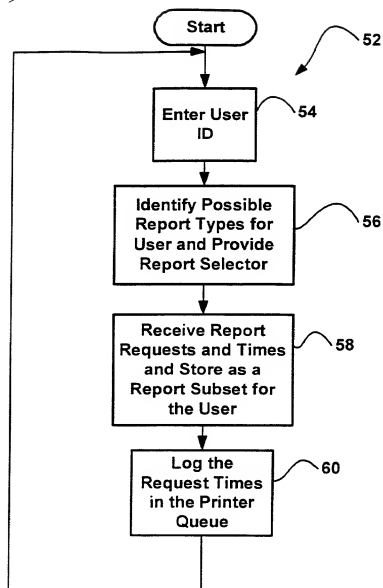 Start
52
Enter User
ID
54
Identify Possible
Report Types for
User and Provide
Report Selector
56
Receive Report
Requests and Times
and Store as a
Report Subset for
the User
58
Log the
Request Times
in the Printer
Queue
60